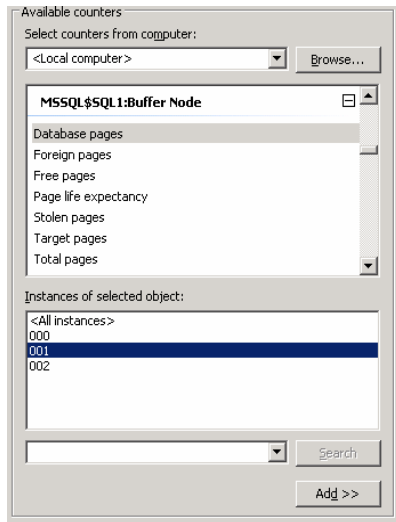 Available counters
Select counters from computer:
<Local computer>
Browse...
MSSQL$SQL1:Buffer Node
Database pages
Foreign pages
Free pages
Page life expectancy
Stolen pages
Target pages
Total pages
Instances of selected object:
<All instances>
000
001
002
Search
Add >>